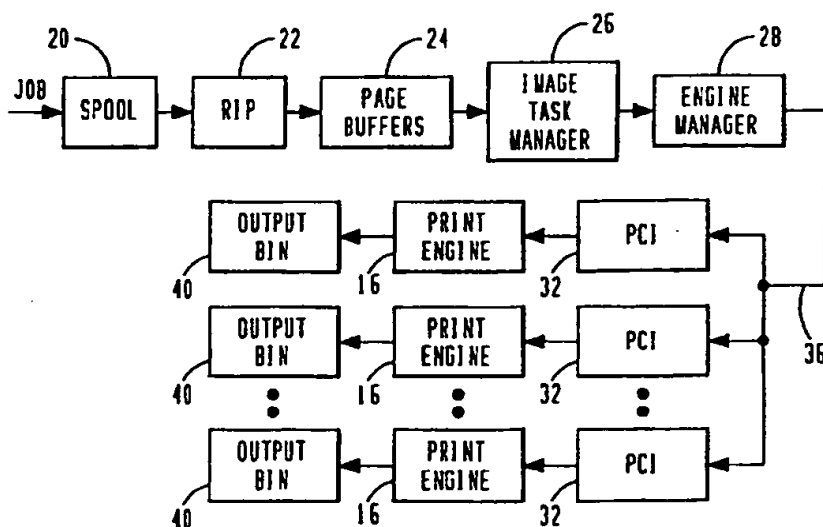 20
22
24
26
28
JOB
SPOOL
RIP
PAGE
BUFFERS
IMAGE
TASK
MANAGER
ENGINE
MANAGER
OUTPUT
BIN
PRINT
ENGINE
PCI
40
16
32
36
OUTPUT
BIN
PRINT
ENGINE
PCI
40
16
32
OUTPUT
BIN
PRINT
ENGINE
PCI
40
16
32